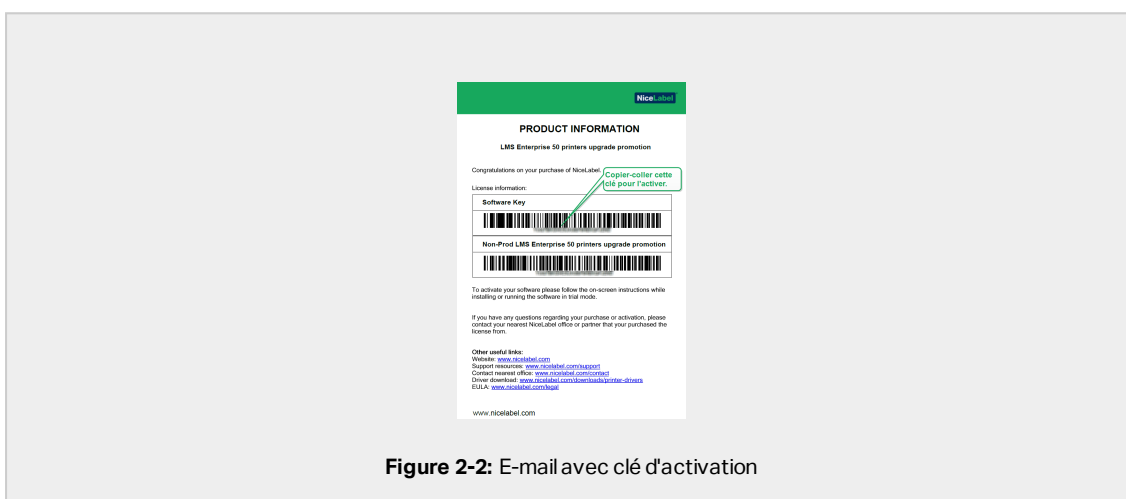 NiceLabel
PRODUCT INFORMATION
LMS Enterprise 50 printers upgrade promotion
Congratulations on your purchase of NiceLabel.
Copier-coller cette
clé pour l'activer.
License information:
Software Key
Non-Prod LMS Enterprise 50 printers upgrade promotion
To activate your software please follow the on-screen instructions while
installing or running the software in trial mode.
If you have any questions regarding your purchase or activation, please
contact your nearest NiceLabel office or partner that your purchased the
license from.
Other useful links:
Website: www.nicelabel.com
Support resources: www.nicelabel.com/support
Contact nearest office: www.nicelabel.com/contact
Driver download: www.nicelabel.com/downloads/printer-drivers
EULA: www.nicelabel.com/legal
www.nicelabel.com
Figure 2-2: E-mail avec clé d'activation